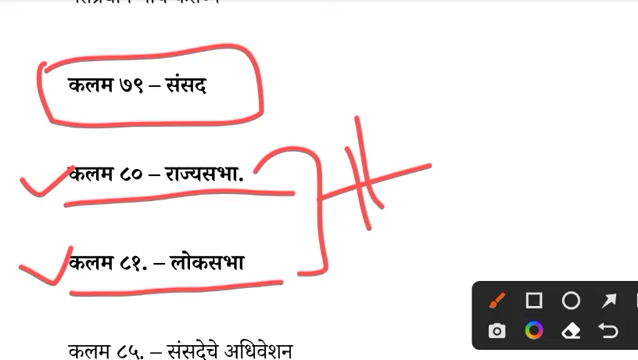 कलम ७९ – संसद
कलम ८० – राज्यसभा.
कलम ८१. – लोकसभा
कलम ८५. – संसदेचे अधिवेशन